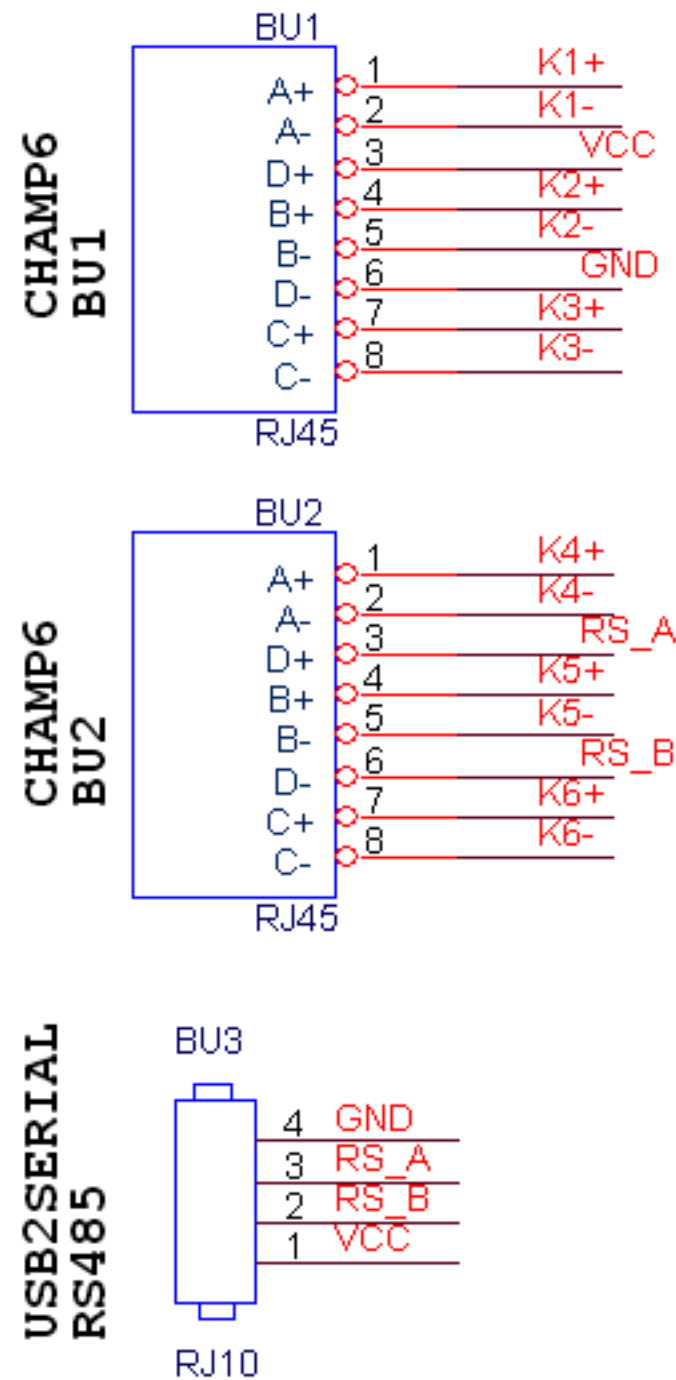 CHAMP6
BU1
BU1
A+ 1 K1+
A- 2 K1-
D+ 3 VCC
B+ 4 K2+
B- 5 K2-
D- 6 GND
C+ 7 K3+
C- 8 K3-
RJ45
CHAMP6
BU2
BU2
A+ 1 K4+
A- 2 K4-
D+ 3 RS_A
B+ 4 K5+
B- 5 K5-
D- 6 RS_B
C+ 7 K6+
C- 8 K6-
RJ45
USB2SERIAL
RS485
BU3
4 GND
3 RS_A
2 RS_B
1 VCC
RJ10